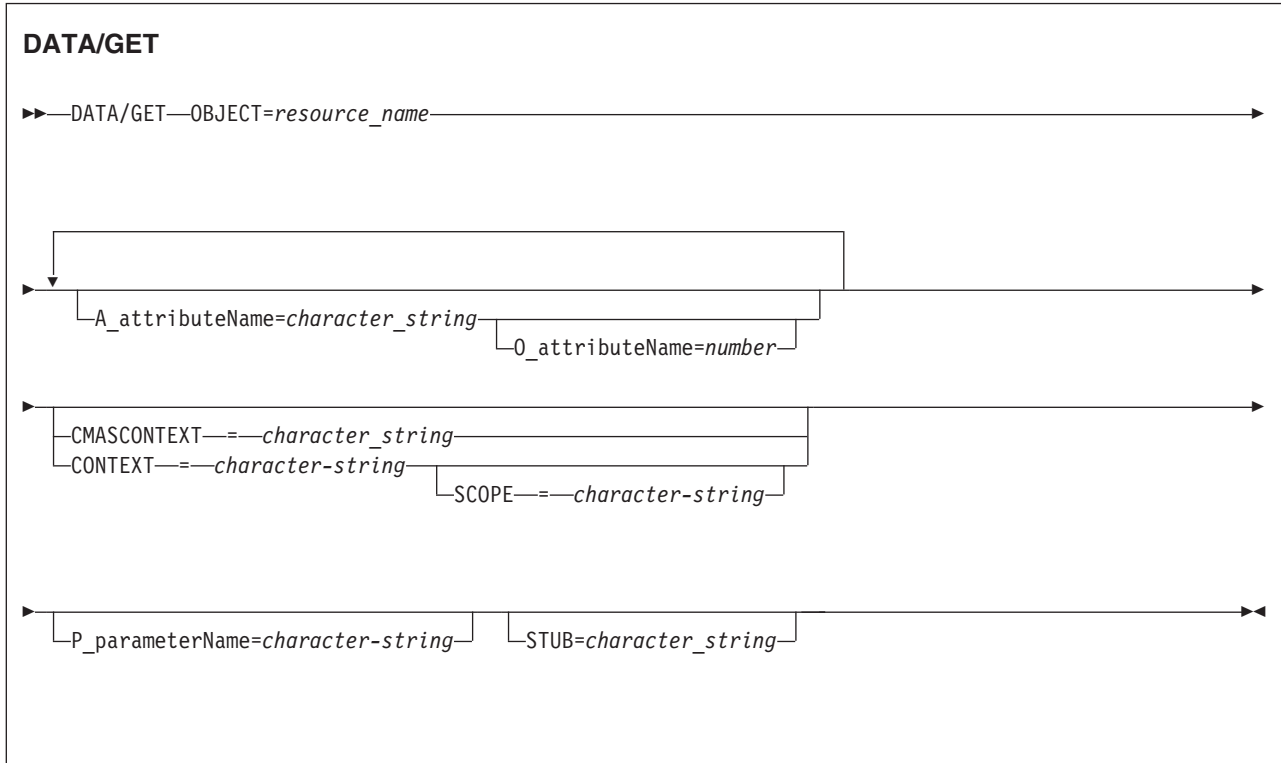 DATA/GET
DATA/GET OBJECT=resource_name
A_attributeName=character_string
O_attributeName=number
CMASCONTEXT = character_string
CONTEXT = character-string
SCOPE = character-string
P_parameterName=character-string STUB=character_string